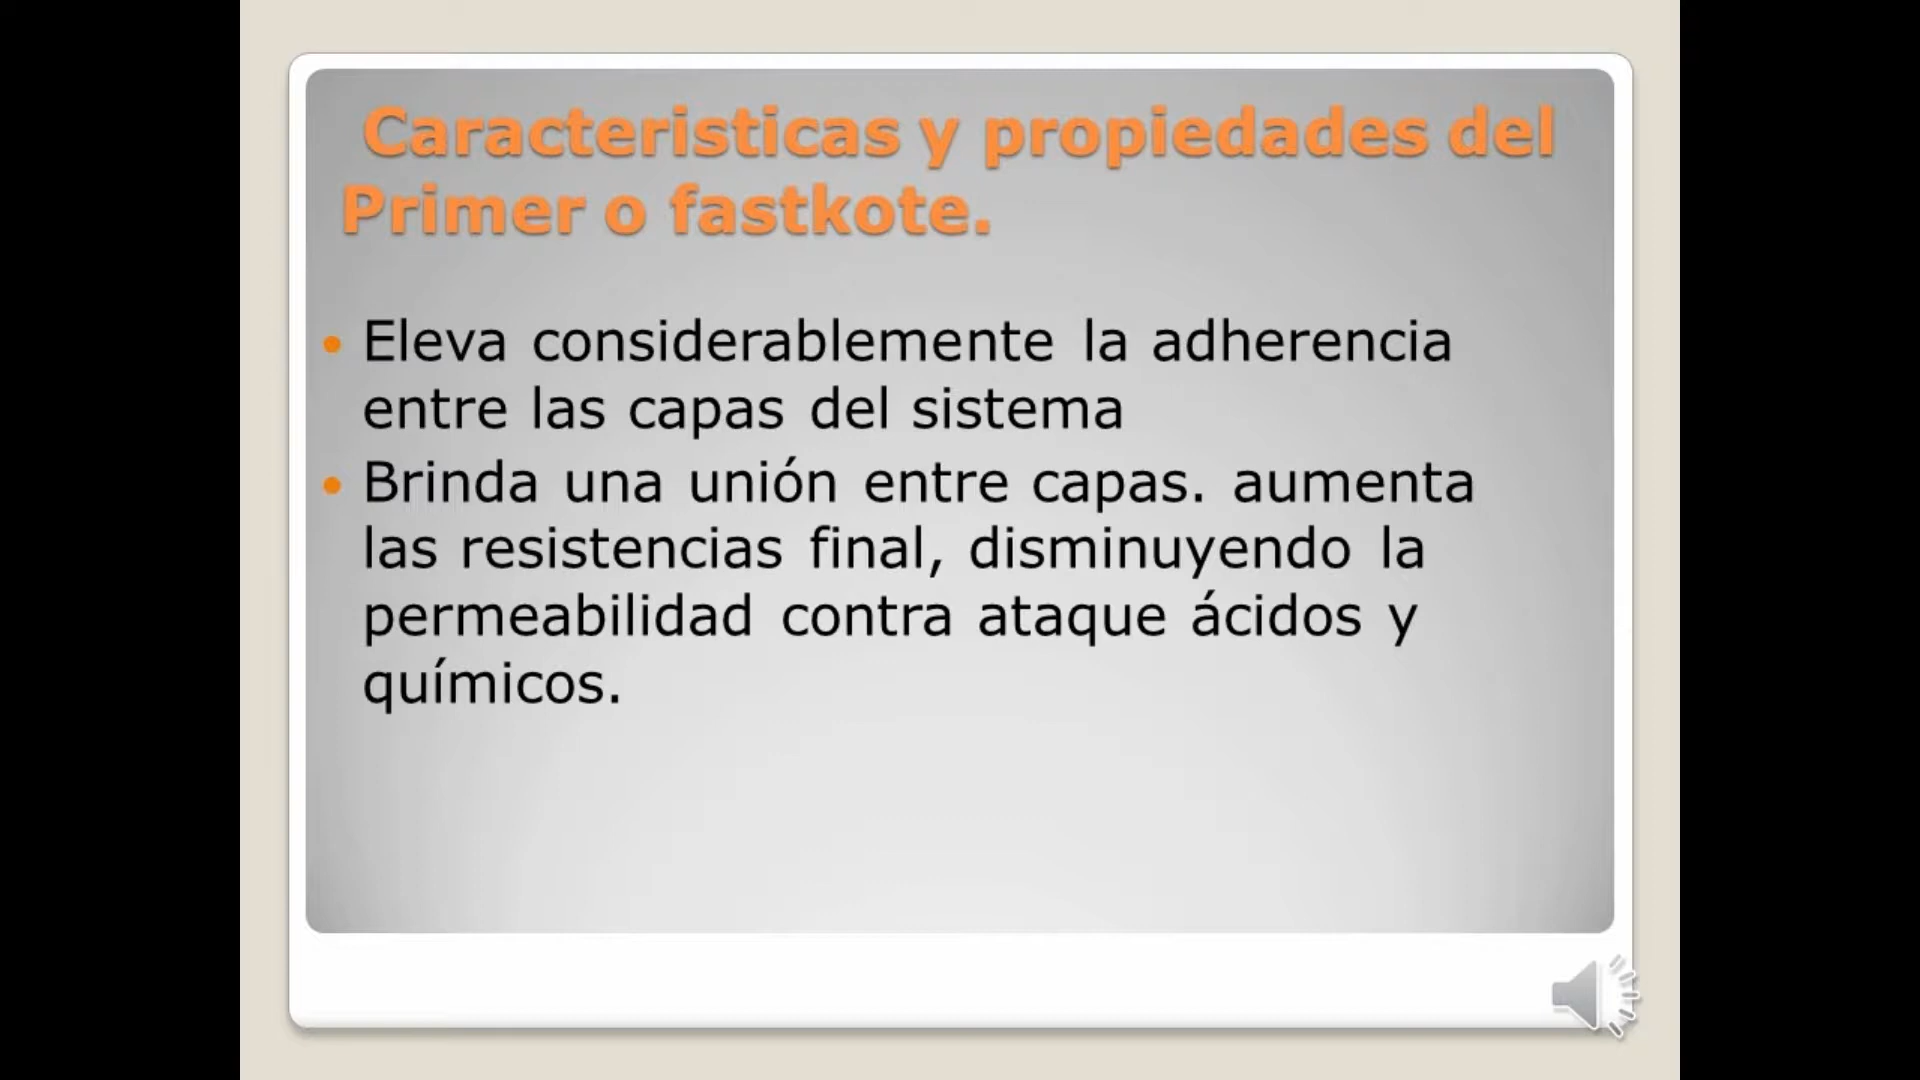 Caracteristicas y propiedades del
Primer o fastkote.
• Eleva considerablemente la adherencia
entre las capas del sistema
• Brinda una unión entre capas. aumenta
las resistencias final, disminuyendo la
permeabilidad contra ataque ácidos y
químicos.